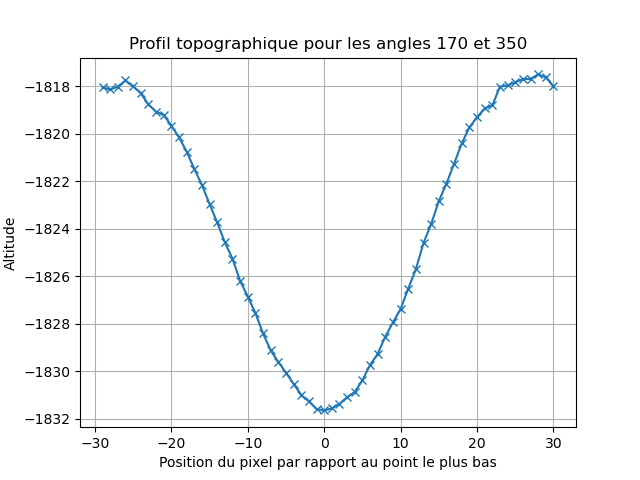 Profil topographique pour les angles 170 et 350
Altitude
−1818
−1820
−1822
−1824
−1826
−1828
−1830
−1832
−30 −20 −10 0 10 20 30
Position du pixel par rapport au point le plus bas